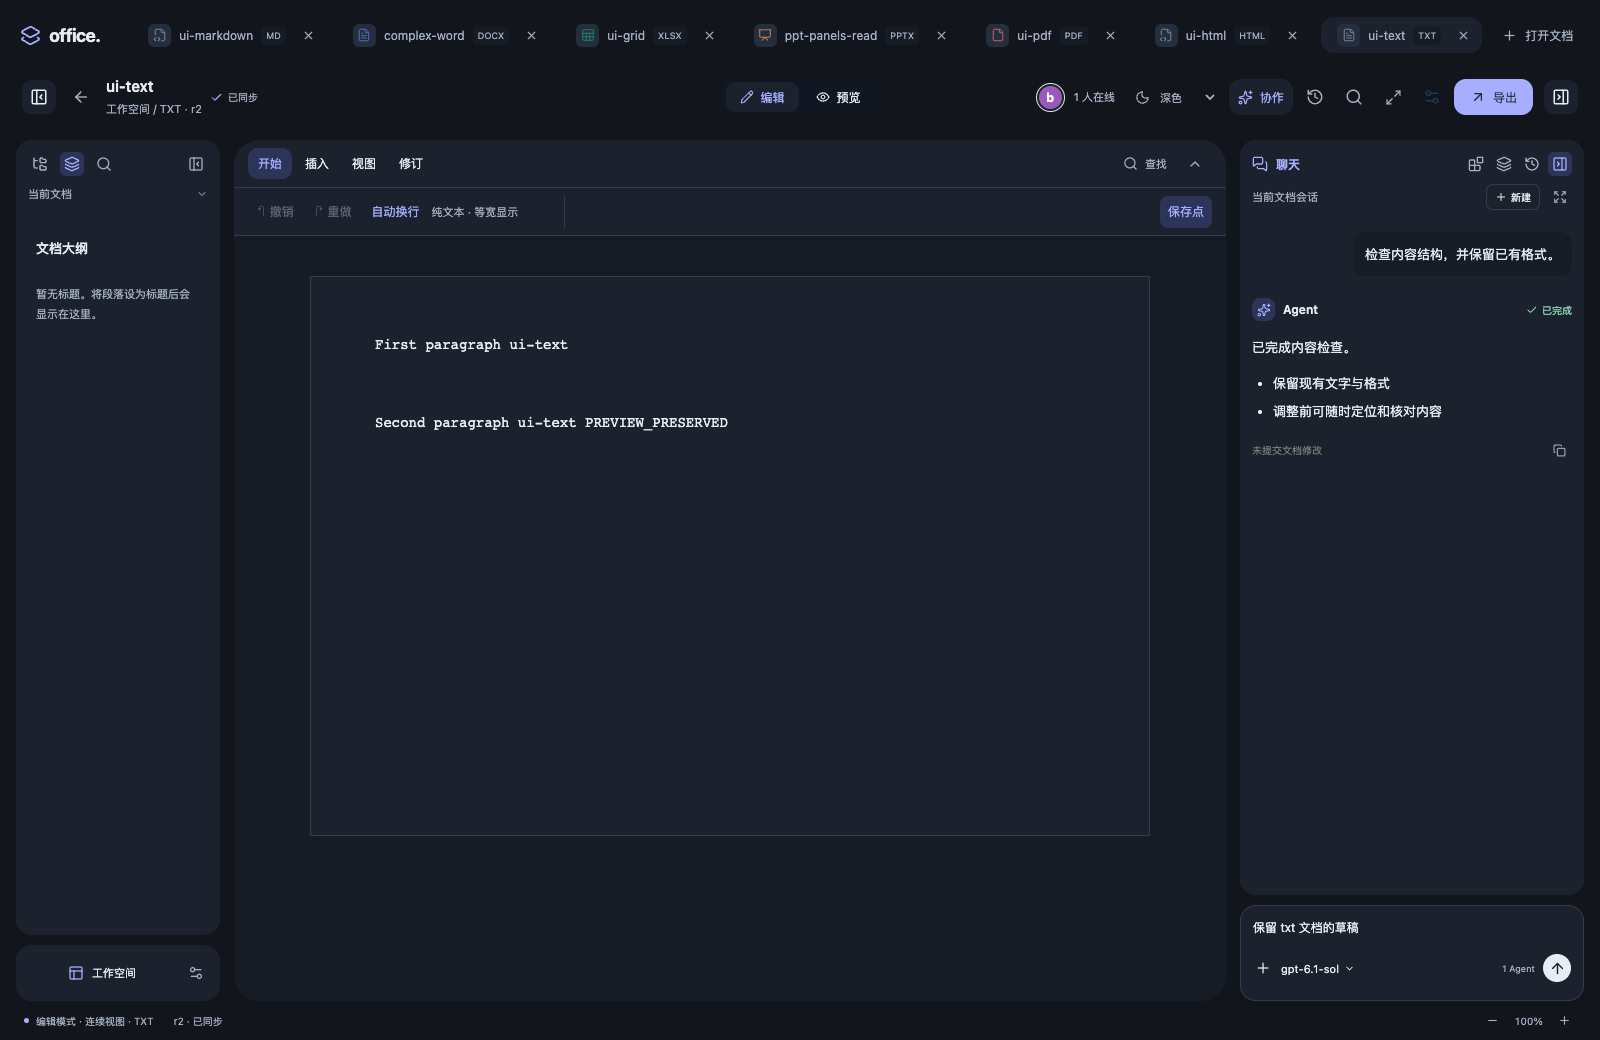 office.
ui-markdown MD
complex-word DOCX
ui-grid XLSX
ppt-panels-read PPTX
ui-pdf PDF
ui-html HTML
ui-text TXT
打开文档
ui-text
工作空间 / TXT · r2
已同步
编辑
预览
b
1 人在线
深色
协作
导出
当前文档
文档大纲
暂无标题。将段落设为标题后会
显示在这里。
工作空间
开始 插入 视图 修订
查找
撤销 重做 自动换行 纯文本 · 等宽显示
保存点
First paragraph ui-text
Second paragraph ui-text PREVIEW_PRESERVED
聊天
当前文档会话
新建
检查内容结构，并保留已有格式。
Agent
已完成
已完成内容检查。
• 保留现有文字与格式
• 调整前可随时定位和核对内容
未提交文档修改
保留 txt 文档的草稿
gpt-6.1-sol
1 Agent
编辑模式 · 连续视图 · TXT
r2 · 已同步
100%